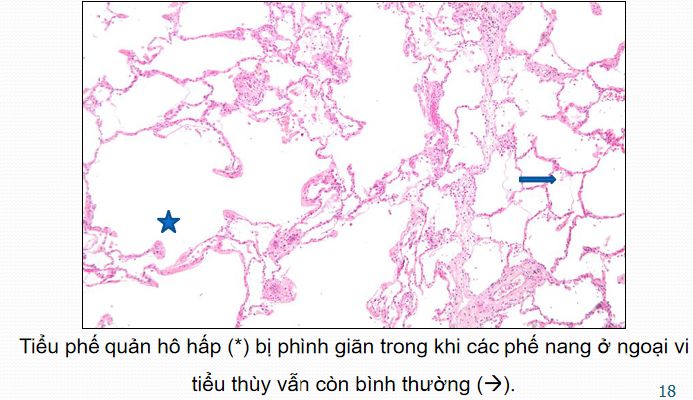 Tiểu phế quản hô hấp (*) bị phình giãn trong khi các phế nang ở ngoại vi
tiểu thùy vẫn còn bình thường (→).
18